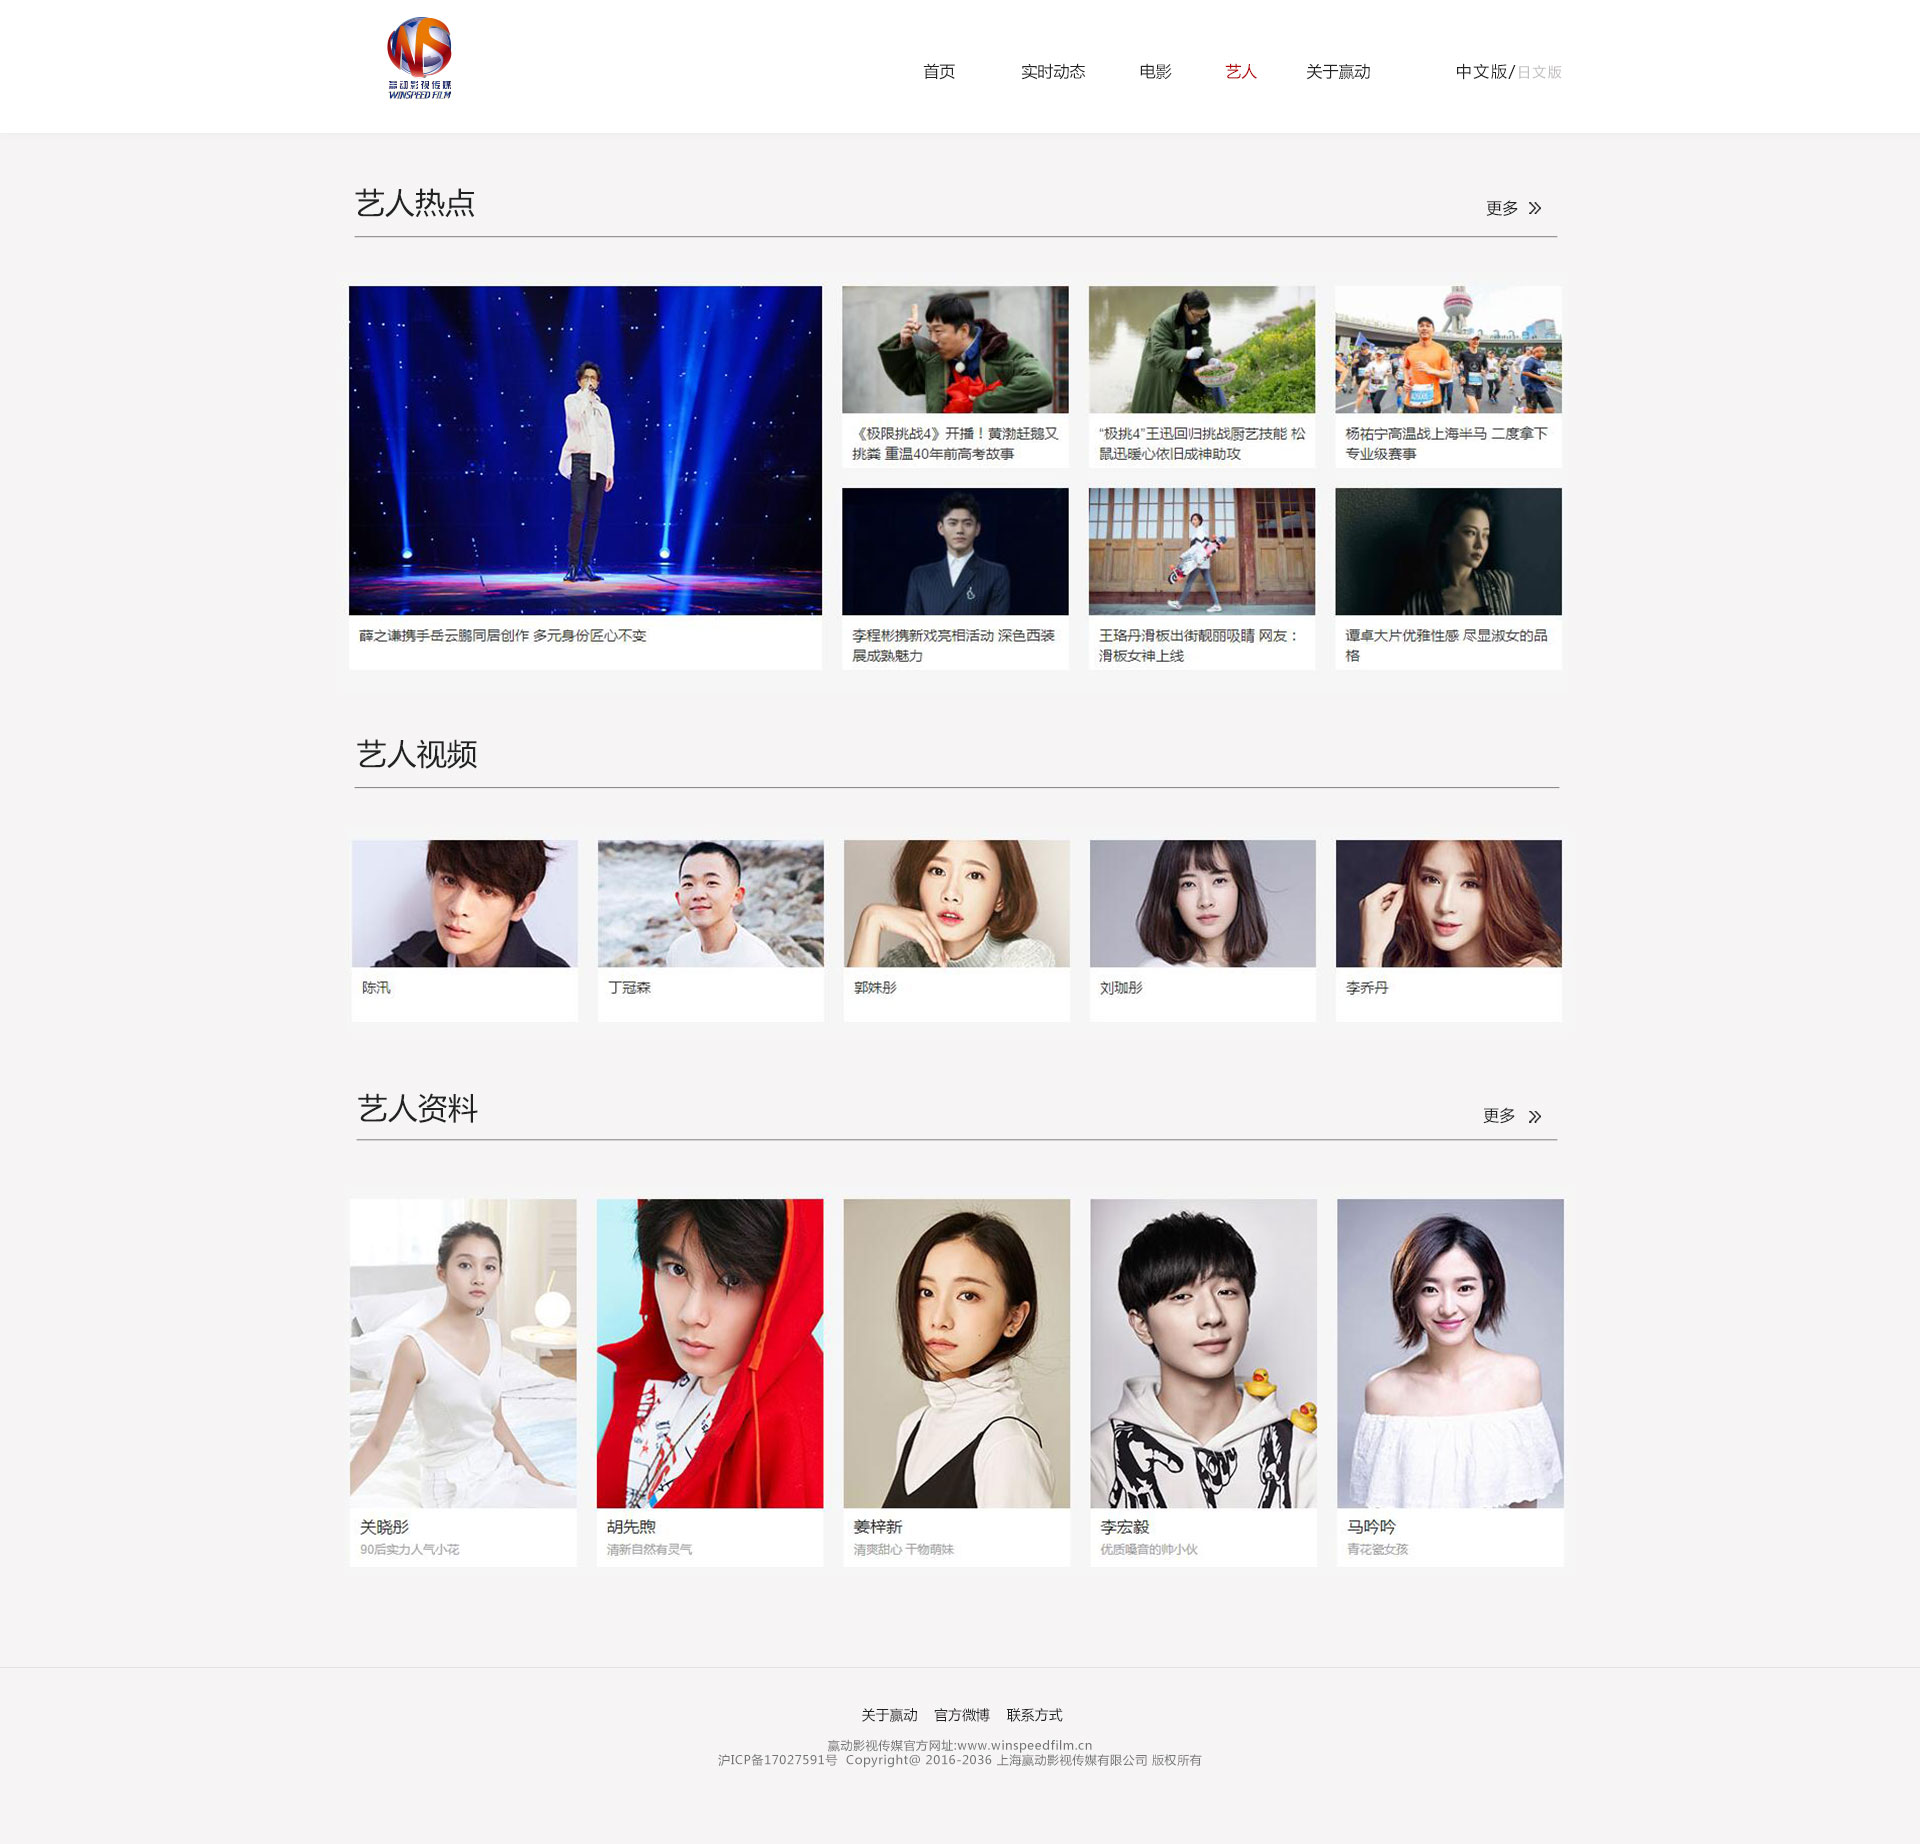 赢动影视传媒
WINSPEED FILM
首页 实时动态 电影 艺人 关于赢动 中文版/日文版
艺人热点
更多 »
薛之谦携手岳云鹏同居创作 多元身份匠心不变
《极限挑战4》开播！黄渤赶鹅又
挑粪 重温40年前高考故事
“极挑4”王迅回归挑战厨艺技能 松
鼠迅暖心依旧成神助攻
杨祐宁高温战上海半马 二度拿下
专业级赛事
李程彬携新戏亮相活动 深色西装
展成熟魅力
王珞丹滑板出街靓丽吸睛 网友：
滑板女神上线
谭卓大片优雅性感 尽显淑女的品
格
艺人视频
陈汛
丁冠森
郭姝彤
刘珈彤
李乔丹
艺人资料
更多 »
关晓彤
90后实力人气小花
胡先煦
清新自然有灵气
姜梓新
清爽甜心 干物萌妹
李宏毅
优质嗓音的帅小伙
马吟吟
青花瓷女孩
关于赢动 官方微博 联系方式
赢动影视传媒官方网址:www.winspeedfilm.cn
沪ICP备17027591号 Copyright@ 2016-2036 上海赢动影视传媒有限公司 版权所有